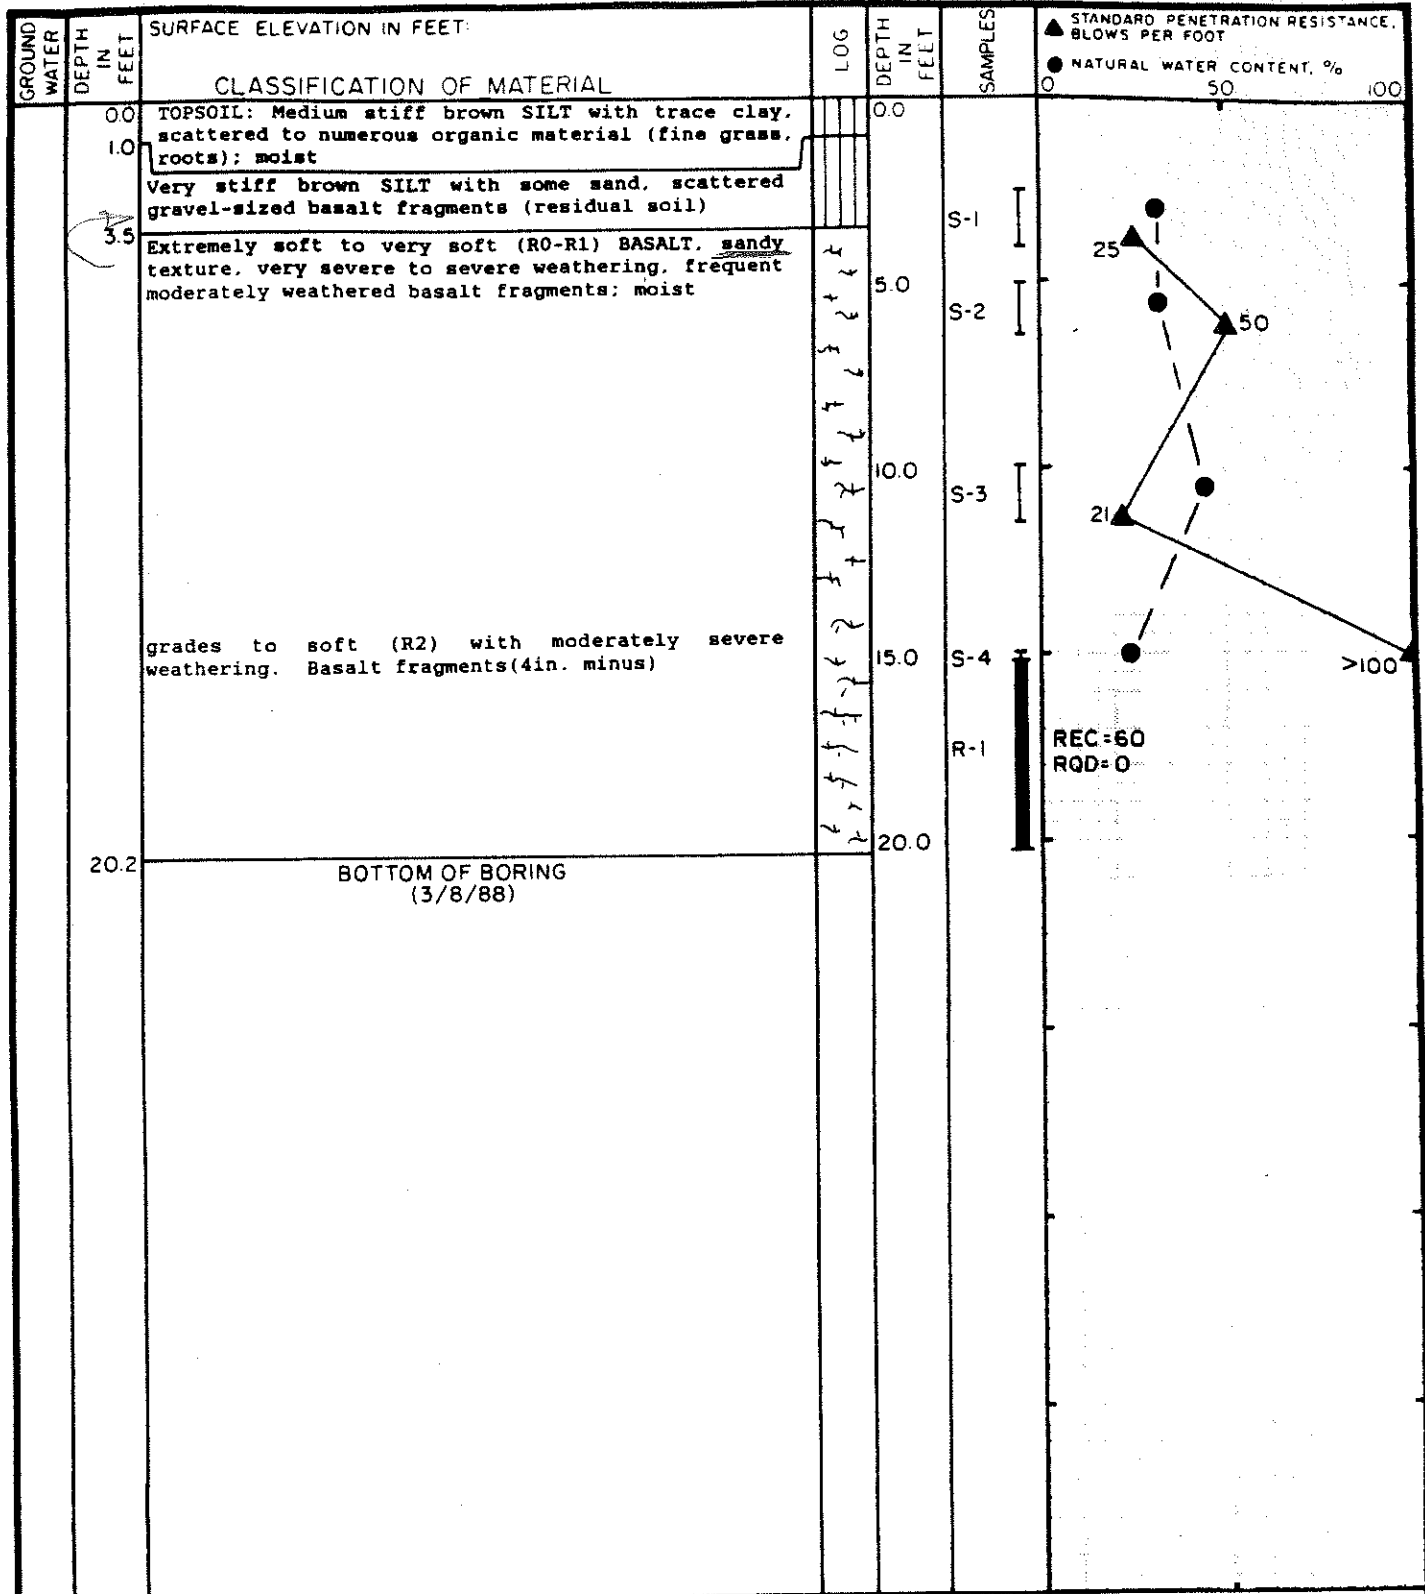 GROUND WATER
DEPTH IN FEET
SURFACE ELEVATION IN FEET:
CLASSIFICATION OF MATERIAL
LOG
DEPTH IN FEET
SAMPLES
▲ STANDARD PENETRATION RESISTANCE,
BLOWS PER FOOT
● NATURAL WATER CONTENT, %
0 50 100
0.0
TOPSOIL: Medium stiff brown SILT with trace clay,
scattered to numerous organic material (fine grass,
roots); moist
0.0
1.0
Very stiff brown SILT with some sand, scattered
gravel-sized basalt fragments (residual soil)
S-1
3.5
Extremely soft to very soft (R0-R1) BASALT, sandy
texture, very severe to severe weathering, frequent
moderately weathered basalt fragments; moist
25
5.0
S-2
50
10.0
S-3
21
grades to soft (R2) with moderately severe
weathering. Basalt fragments(4in. minus)
15.0
S-4
>100
R-1
REC=60
RQD=0
20.0
20.2
BOTTOM OF BORING
(3/8/88)